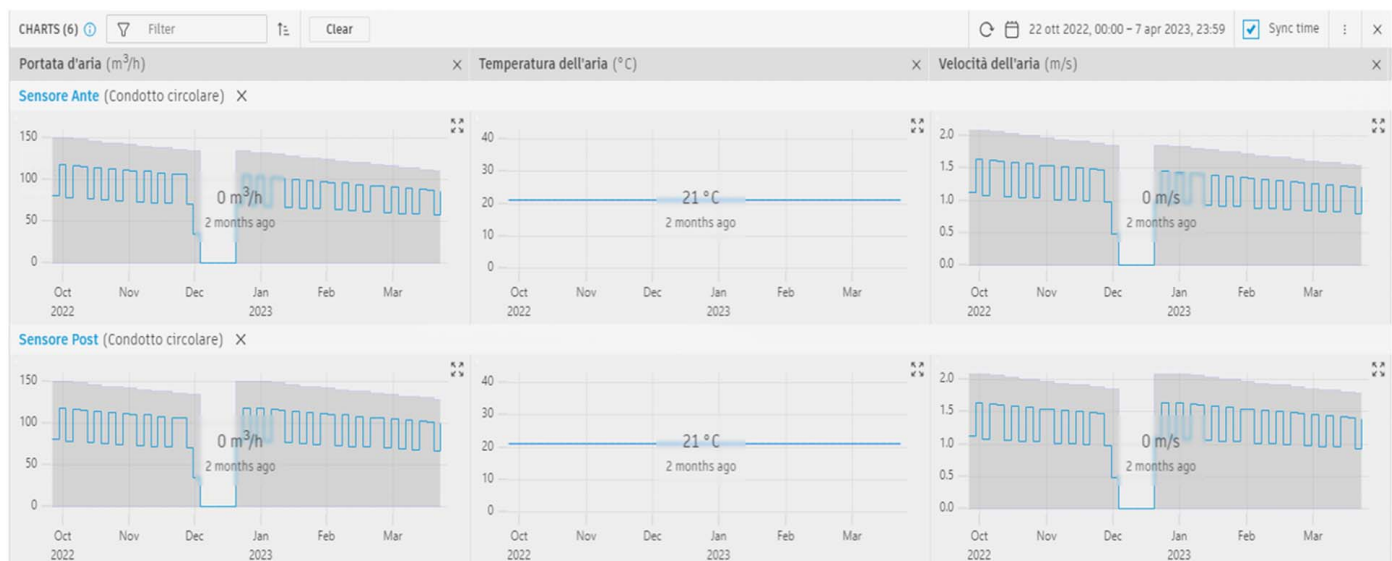 CHARTS (6) Filter Clear 22 ott 2022, 00:00 – 7 apr 2023, 23:59 Sync time
Portata d'aria (m³/h) Temperatura dell'aria (°C) Velocità dell'aria (m/s)
Sensore Ante (Condotto circolare)
150
100
50
0
0 m³/h
2 months ago
Oct Nov Dec Jan Feb Mar
2022 2023
40
30
20
10
0
21 °C
2 months ago
Oct Nov Dec Jan Feb Mar
2022 2023
2.0
1.5
1.0
0.5
0.0
0 m/s
2 months ago
Oct Nov Dec Jan Feb Mar
2022 2023
Sensore Post (Condotto circolare)
150
100
50
0
0 m³/h
2 months ago
Oct Nov Dec Jan Feb Mar
2022 2023
40
30
20
10
0
21 °C
2 months ago
Oct Nov Dec Jan Feb Mar
2022 2023
2.0
1.5
1.0
0.5
0.0
0 m/s
2 months ago
Oct Nov Dec Jan Feb Mar
2022 2023